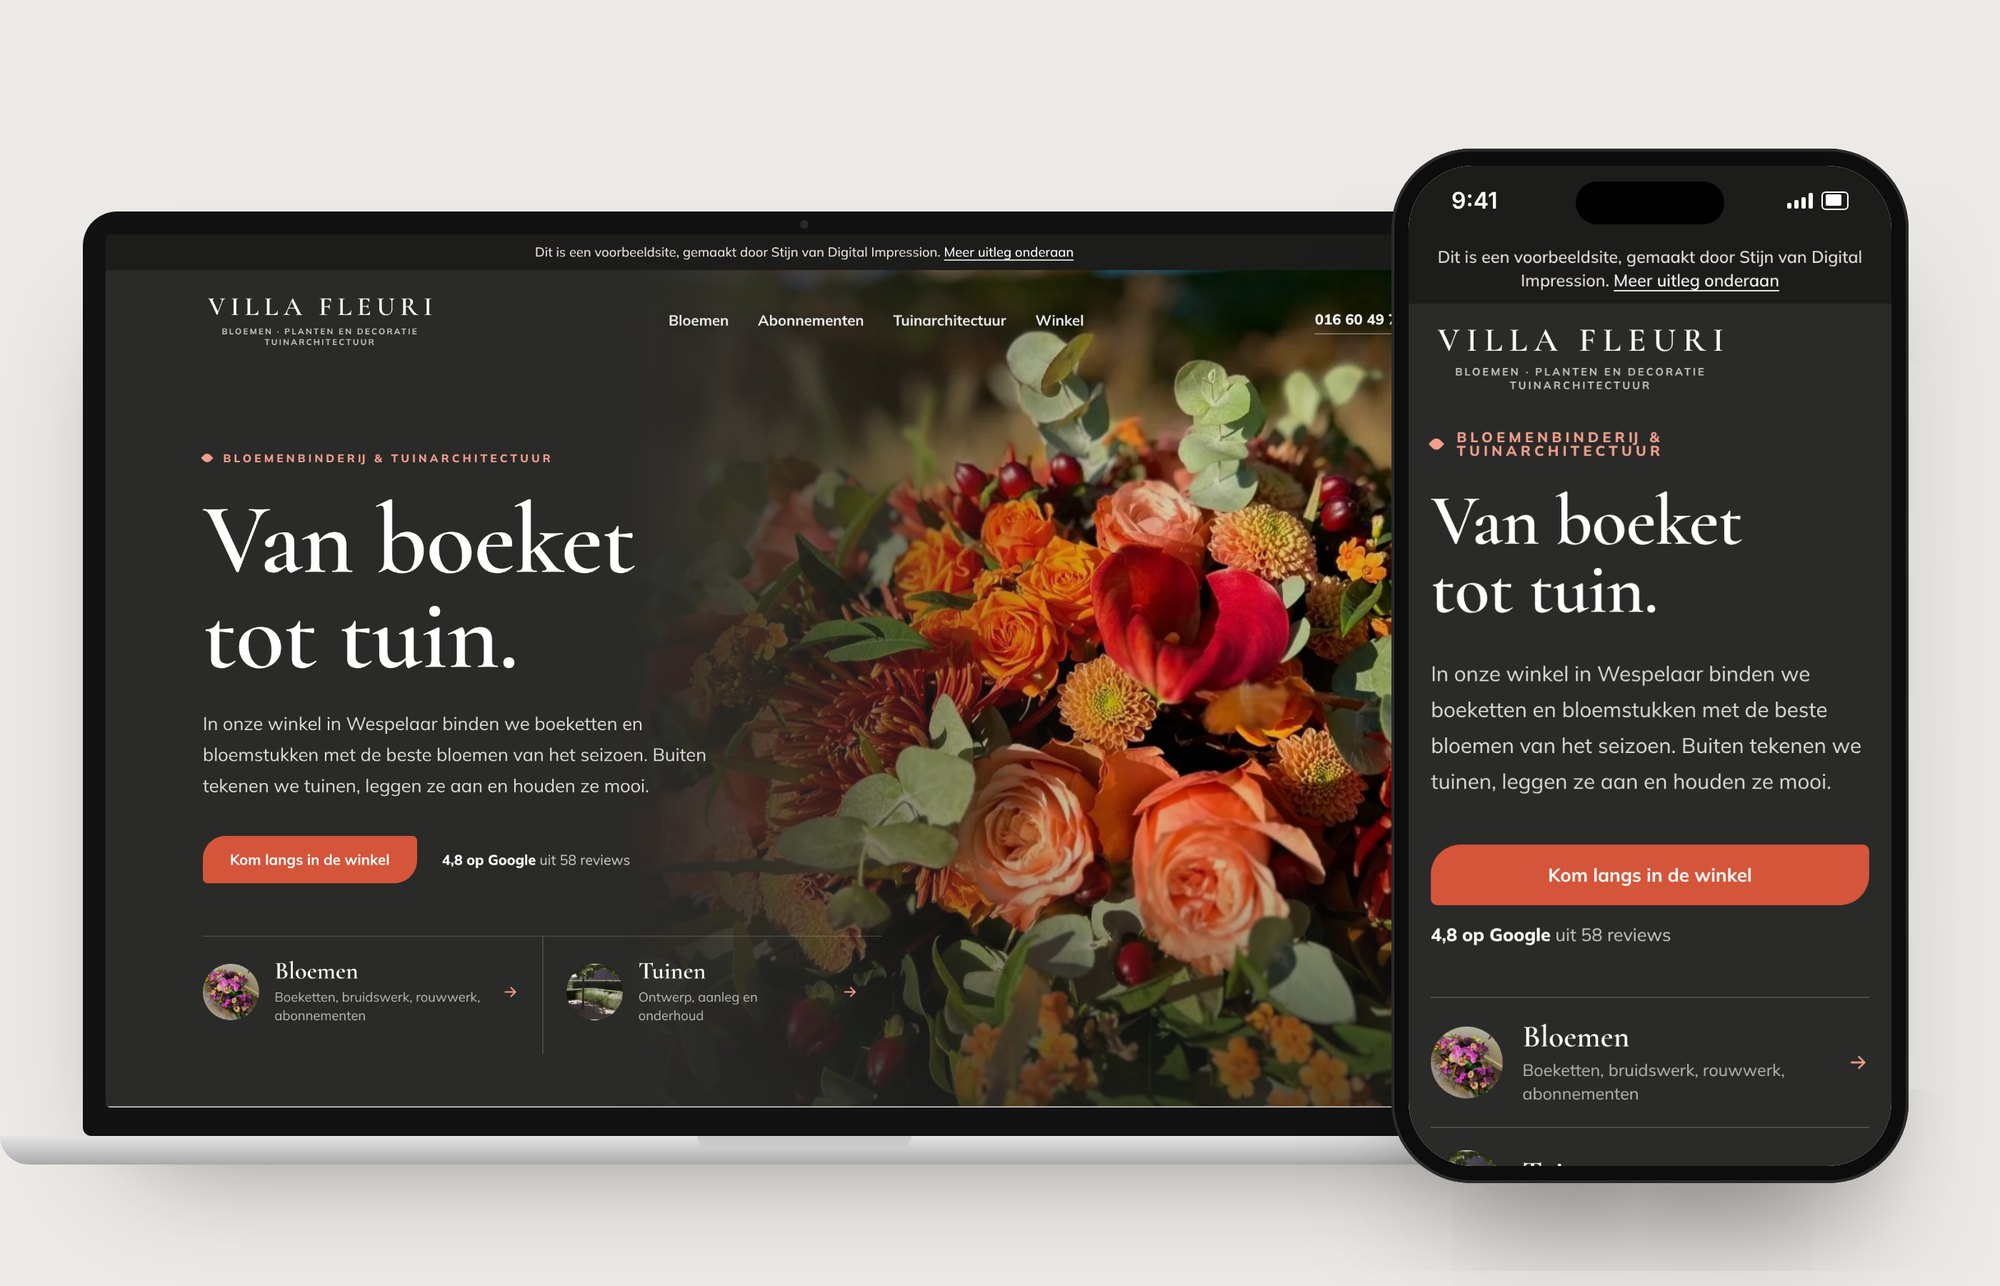 Dit is een voorbeeldsite, gemaakt door Stijn van Digital Impression. Meer uitleg onderaan
VILLA FLEURI
BLOEMEN · PLANTEN EN DECORATIE
TUINARCHITECTUUR
Bloemen
Abonnementen
Tuinarchitectuur
Winkel
016 60 49
BLOEMENBINDERIJ & TUINARCHITECTUUR
Van boeket
tot tuin.
In onze winkel in Wespelaar binden we boeketten en
bloemstukken met de beste bloemen van het seizoen. Buiten
tekenen we tuinen, leggen ze aan en houden ze mooi.
Kom langs in de winkel
4,8 op Google uit 58 reviews
Bloemen
Boeketten, bruidswerk, rouwwerk,
abonnementen
Tuinen
Ontwerp, aanleg en
onderhoud
9:41
Dit is een voorbeeldsite, gemaakt door Stijn van Digital
Impression. Meer uitleg onderaan
VILLA FLEURI
BLOEMEN · PLANTEN EN DECORATIE
TUINARCHITECTUUR
BLOEMENBINDERIJ &
TUINARCHITECTUUR
Van boeket
tot tuin.
In onze winkel in Wespelaar binden we
boeketten en bloemstukken met de beste
bloemen van het seizoen. Buiten tekenen we
tuinen, leggen ze aan en houden ze mooi.
Kom langs in de winkel
4,8 op Google uit 58 reviews
Bloemen
Boeketten, bruidswerk, rouwwerk,
abonnementen